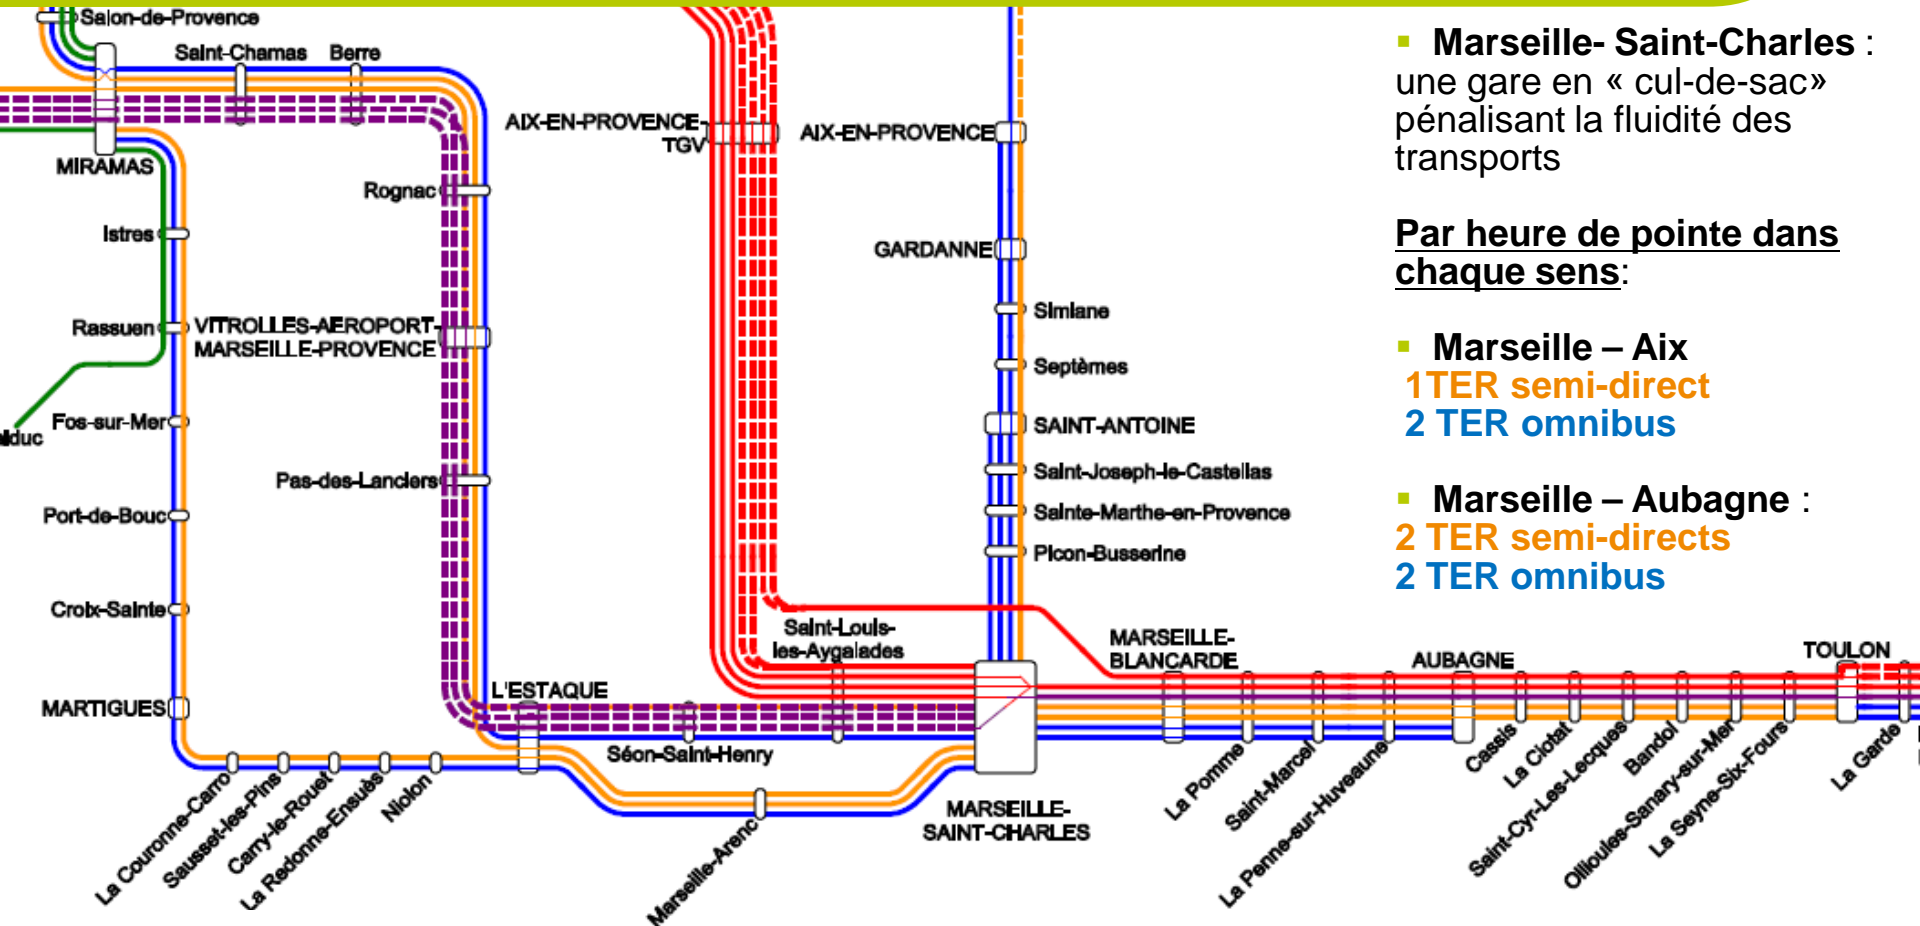 Salon-de-Provence
Saint-Chamas
Berre
MIRAMAS
Istres
Rassuen
Fos-sur-Mer
Port-de-Bouc
Croix-Sainte
MARTIGUES
La Couronne-Carro
Sausset-les-Pins
Carry-le-Rouet
La Redonne-Ensuès
Niolon
Rognac
VITROLLES-AEROPORT-
MARSEILLE-PROVENCE
Pas-des-Lanciers
L'ESTAQUE
Séon-Saint-Henry
Marseille-Arenc
AIX-EN-PROVENCE-
TGV
Saint-Louis-
les-Aygalades
AIX-EN-PROVENCE
GARDANNE
Simiane
Septèmes
SAINT-ANTOINE
Saint-Joseph-le-Castellas
Sainte-Marthe-en-Provence
Picon-Busserine
MARSEILLE-
SAINT-CHARLES
MARSEILLE-
BLANCARDE
La Pomme
Saint-Marcel
La Penne-sur-Huveaune
AUBAGNE
Cassis
La Ciotat
Saint-Cyr-Les-Lecques
Bandol
Ollioules-Sanary-sur-Mer
La Seyne-Six-Fours
TOULON
La Garde
▪ Marseille- Saint-Charles :
une gare en « cul-de-sac»
pénalisant la fluidité des
transports
Par heure de pointe dans
chaque sens:
▪ Marseille – Aix
1TER semi-direct
2 TER omnibus
▪ Marseille – Aubagne :
2 TER semi-directs
2 TER omnibus